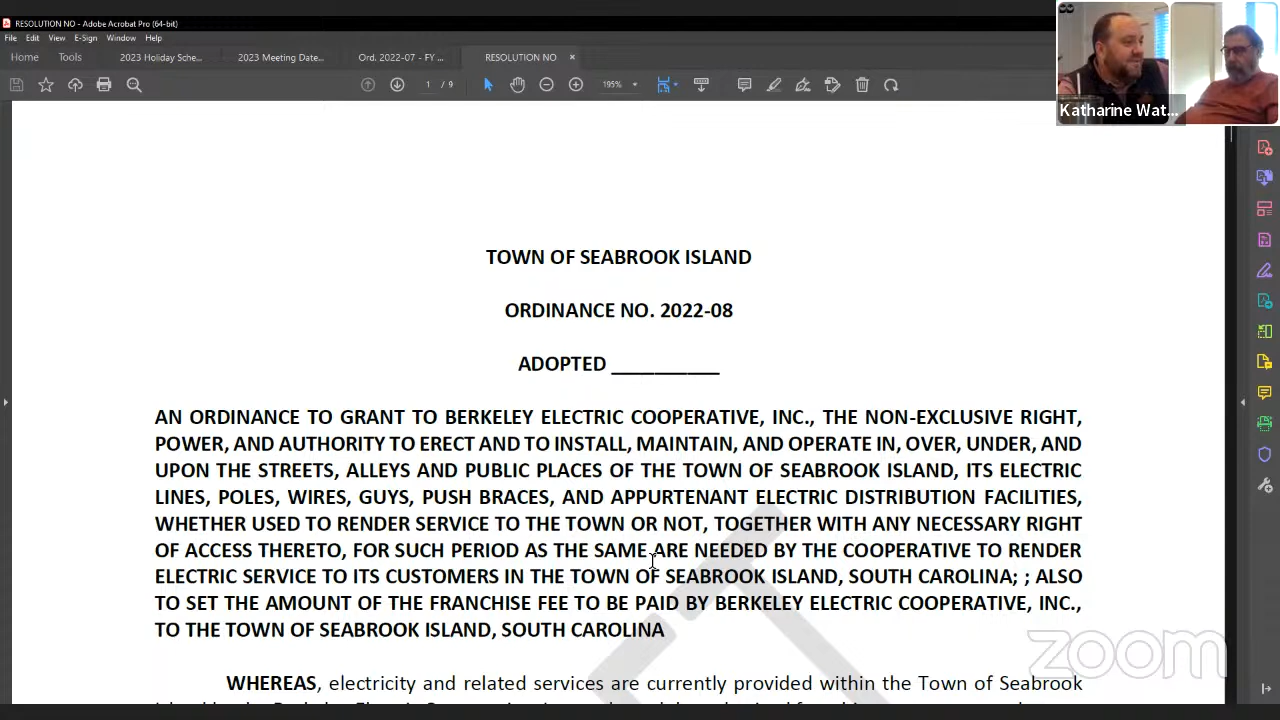 RESOLUTION NO - Adobe Acrobat Pro (64-bit)
File Edit View E-Sign Window Help
Home Tools 2023 Holiday Sche... 2023 Meeting Date... Ord. 2022-07 - FY ... RESOLUTION NO ×
1 / 9 195%
Katharine Wat...
TOWN OF SEABROOK ISLAND
ORDINANCE NO. 2022-08
ADOPTED __________
AN ORDINANCE TO GRANT TO BERKELEY ELECTRIC COOPERATIVE, INC., THE NON-EXCLUSIVE RIGHT,
POWER, AND AUTHORITY TO ERECT AND TO INSTALL, MAINTAIN, AND OPERATE IN, OVER, UNDER, AND
UPON THE STREETS, ALLEYS AND PUBLIC PLACES OF THE TOWN OF SEABROOK ISLAND, ITS ELECTRIC
LINES, POLES, WIRES, GUYS, PUSH BRACES, AND APPURTENANT ELECTRIC DISTRIBUTION FACILITIES,
WHETHER USED TO RENDER SERVICE TO THE TOWN OR NOT, TOGETHER WITH ANY NECESSARY RIGHT
OF ACCESS THERETO, FOR SUCH PERIOD AS THE SAME ARE NEEDED BY THE COOPERATIVE TO RENDER
ELECTRIC SERVICE TO ITS CUSTOMERS IN THE TOWN OF SEABROOK ISLAND, SOUTH CAROLINA; ; ALSO
TO SET THE AMOUNT OF THE FRANCHISE FEE TO BE PAID BY BERKELEY ELECTRIC COOPERATIVE, INC.,
TO THE TOWN OF SEABROOK ISLAND, SOUTH CAROLINA
WHEREAS, electricity and related services are currently provided within the Town of Seabrook
zoom